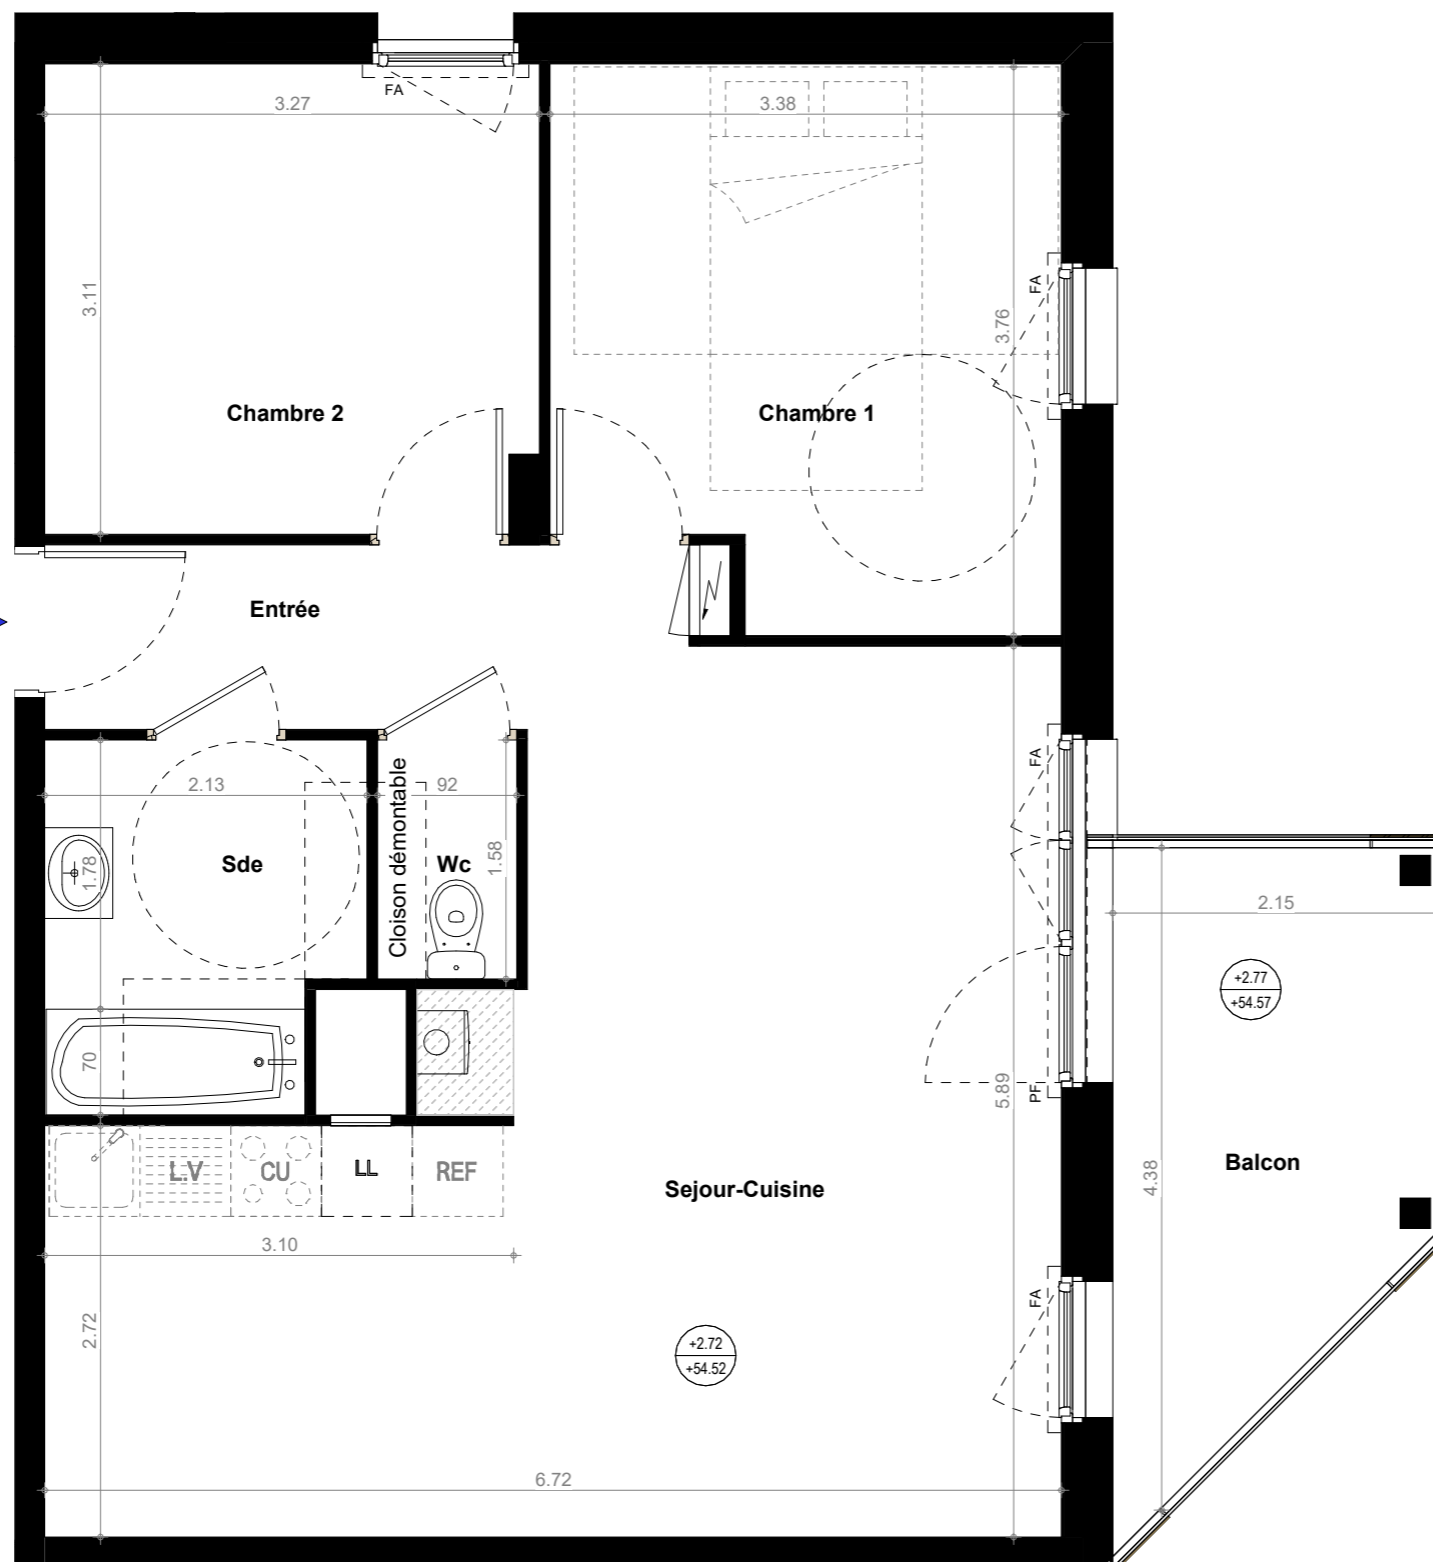 3.27
3.38
FA
3.11
FA
3.76
Chambre 2
Chambre 1
Entrée
FA
2.13
92
Cloison démontable
1.78
Sde
Wc
1.58
2.15
+2.77
+54.57
70
5.89
PF
L.V
CU
LL
REF
Sejour-Cuisine
Balcon
4.38
3.10
FA
2.72
+2.72
+54.52
6.72